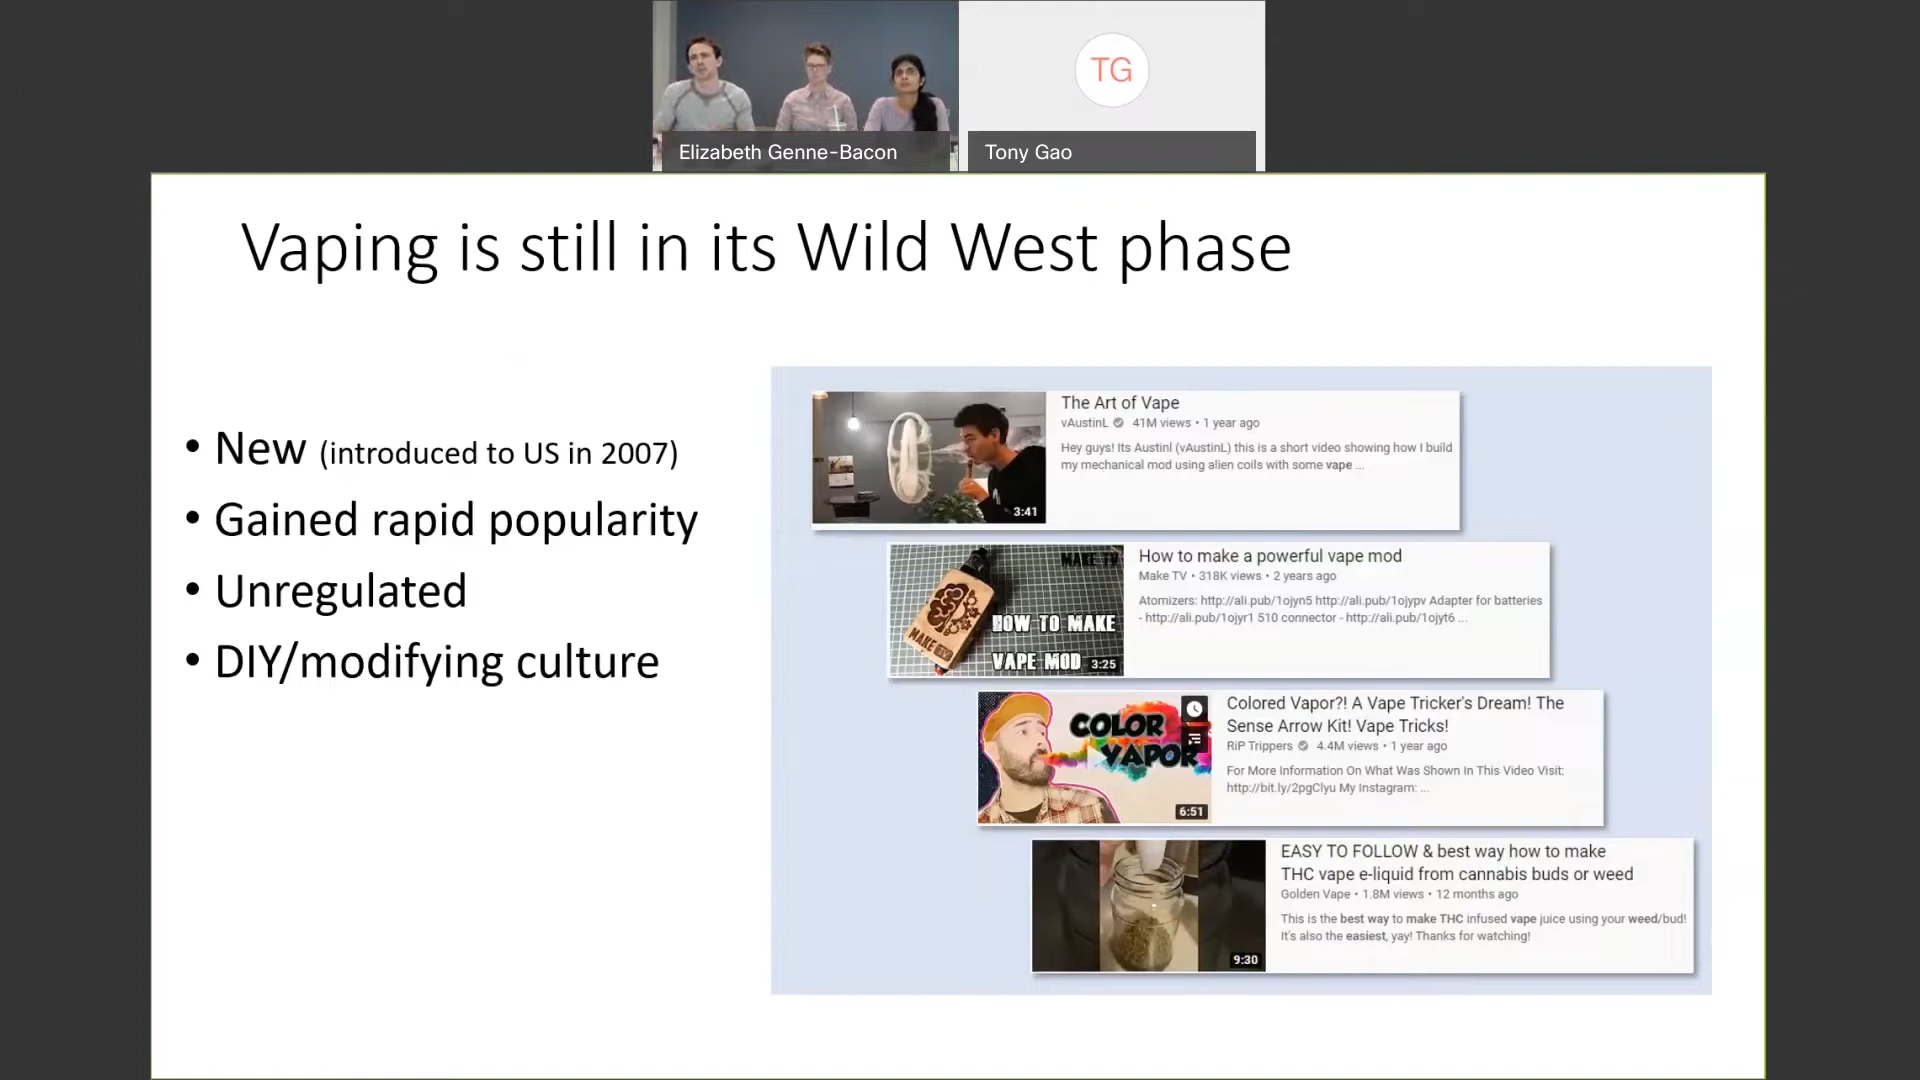 TG
Elizabeth Genne-Bacon
Tony Gao
Vaping is still in its Wild West phase
• New (introduced to US in 2007)
• Gained rapid popularity
• Unregulated
• DIY/modifying culture
The Art of Vape
vAustinL 41M views • 1 year ago
Hey guys! Its Austinl (vAustinL) this is a short video showing how I build
my mechanical mod using alien coils with some vape ...
3:41
How to make a powerful vape mod
Make TV • 318K views • 2 years ago
Atomizers: http://ali.pub/1ojyn5 http://ali.pub/1ojypv Adapter for batteries
- http://ali.pub/1ojyr1 510 connector - http://ali.pub/1ojyt6 ...
MAKE TV
HOW TO MAKE
VAPE MOD
MAKE TV
3:25
Colored Vapor?! A Vape Tricker's Dream! The
Sense Arrow Kit! Vape Tricks!
RiP Trippers 4.4M views • 1 year ago
For More Information On What Was Shown In This Video Visit:
http://bit.ly/2pgClyu My Instagram: ...
COLOR
VAPOR
6:51
EASY TO FOLLOW & best way how to make
THC vape e-liquid from cannabis buds or weed
Golden Vape • 1.8M views • 12 months ago
This is the best way to make THC infused vape juice using your weed/bud!
It's also the easiest, yay! Thanks for watching!
9:30